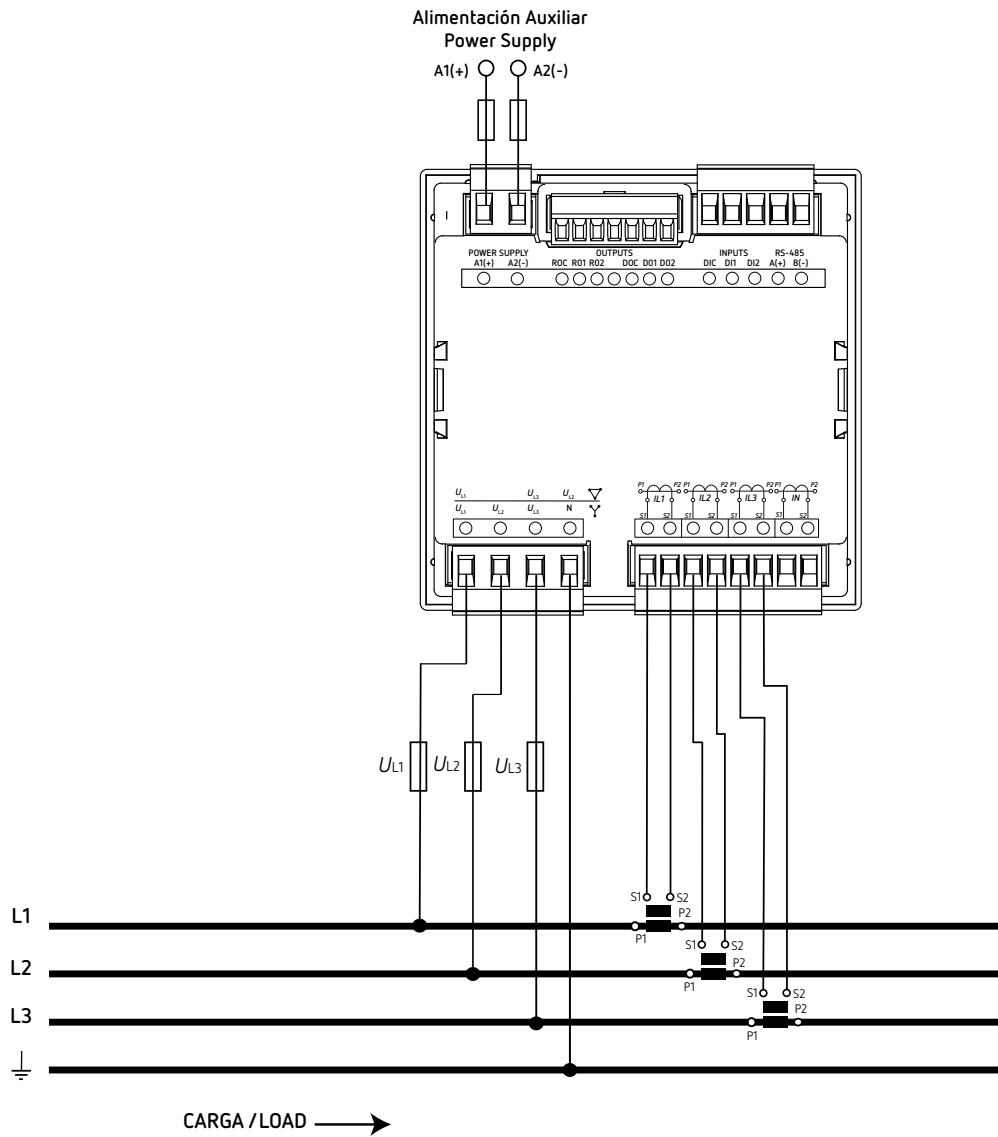 Alimentación Auxiliar
Power Supply
A1(+) A2(-)
I
POWER SUPPLY OUTPUTS INPUTS RS-485
A1(+) A2(-) ROC RO1 RO2 DOC DO1 DO2 DIC DI1 DI2 A(+) B(-)
UL1 UL3 UL2
UL1 UL2 UL3 N
P1 P2 P1 P2 P1 P2 P1 P2
IL1 IL2 IL3 IN
S1 S2 S1 S2 S1 S2 S1 S2
UL1 UL2 UL3
S1 S2
L1
P1 P2
S1 S2
L2
P1 P2
S1 S2
L3
P1 P2
CARGA / LOAD